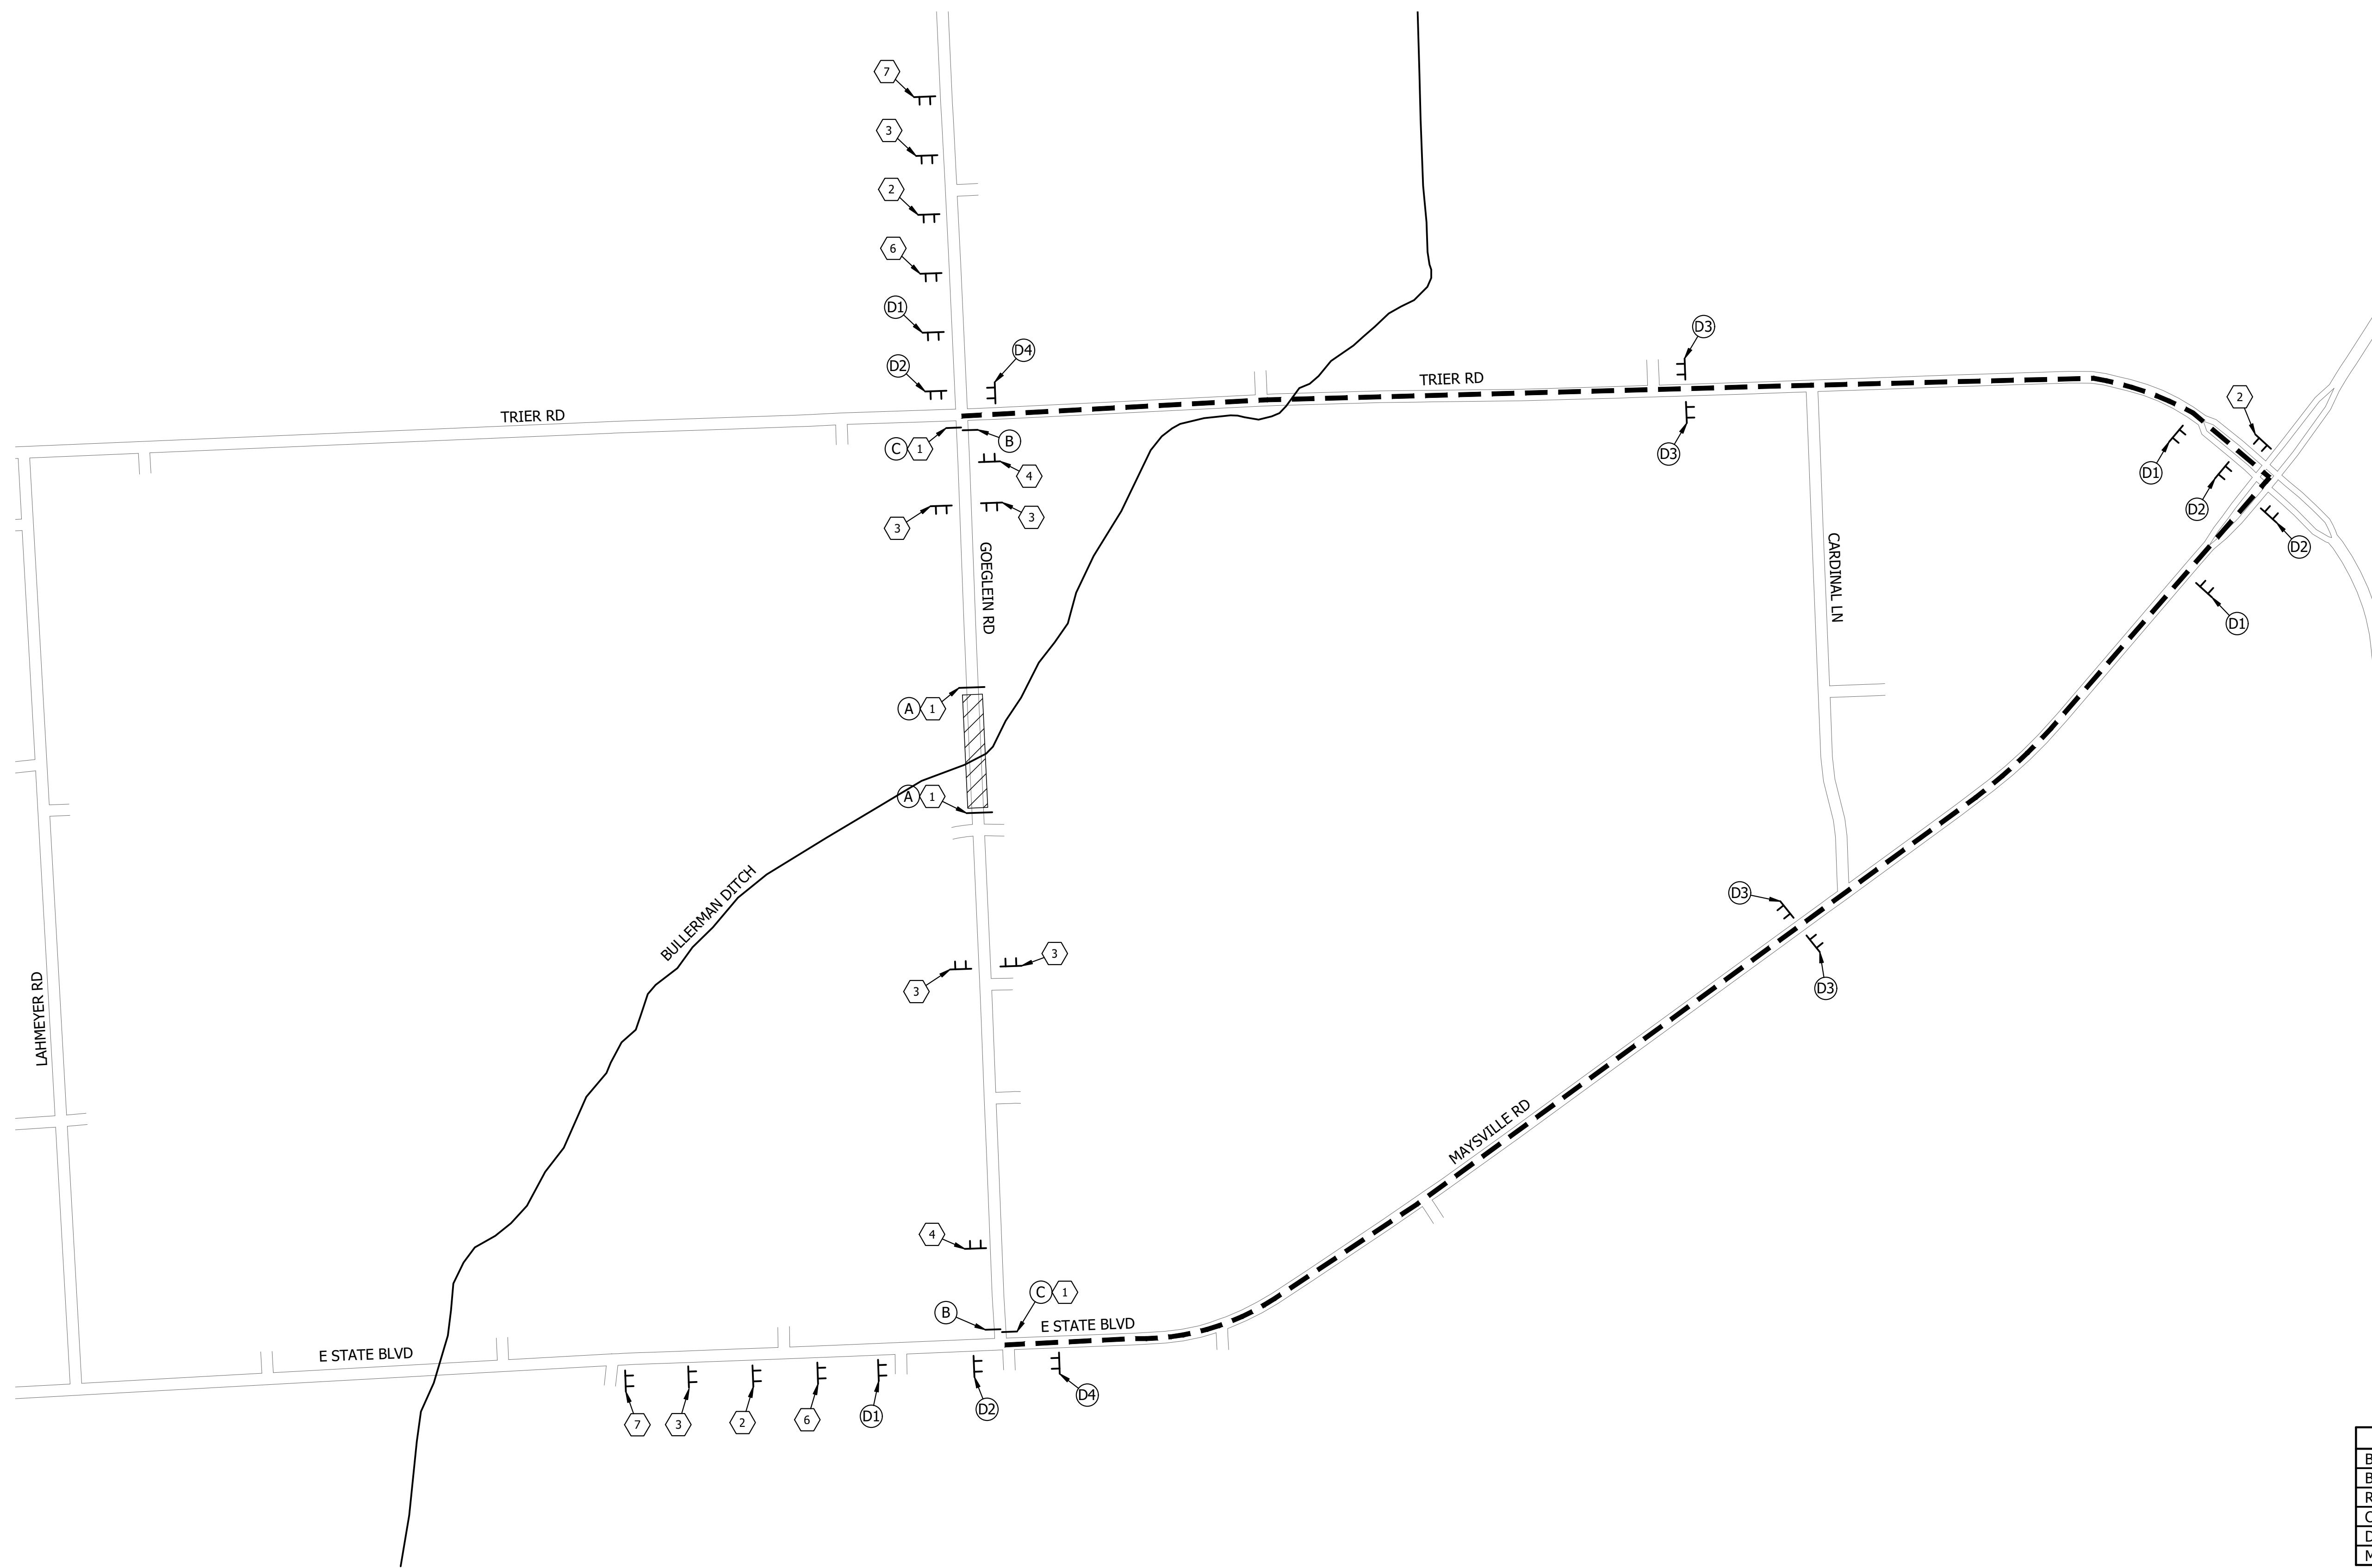 7
3
2
6
D1
D2
D4
D3
TRIER RD
TRIER RD
2
C 1
B
4
D3
D1
3
3
D2
D2
GOEGLEIN RD
CARDINAL LN
D1
A 1
A 1
BULLERMAN DITCH
D3
3
3
D3
LAHMEYER RD
MAYSVILLE RD
4
C 1
B
E STATE BLVD
E STATE BLVD
7
3
2
6
D1
D2
D4
B
B
R
D
M